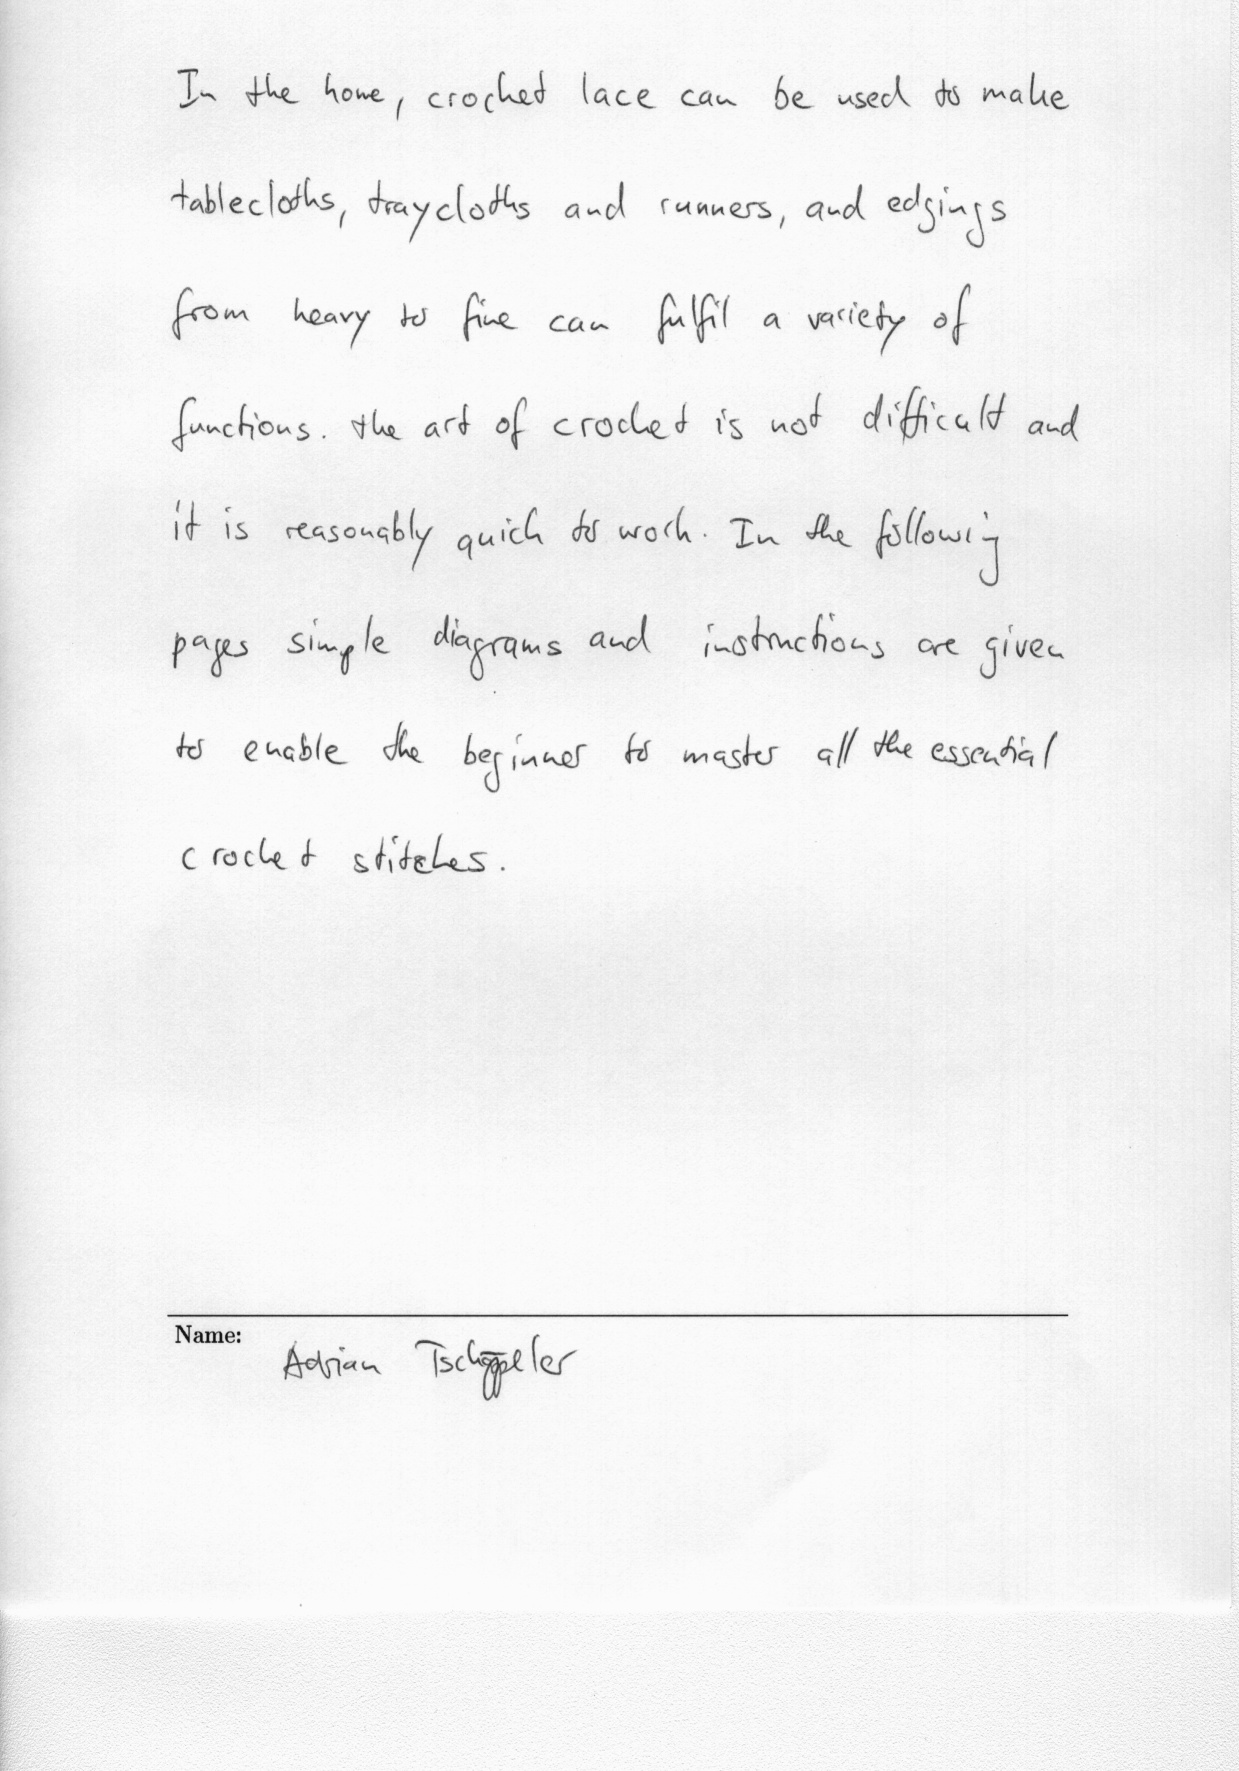 In the home, crochet lace can be used to make
tablecloths, traycloths and runners, and edgings
from heavy to fine can fulfil a variety of
functions. the art of crochet is not difficult and
it is reasonably quick to work. In the following
pages simple diagrams and instructions are given
to enable the beginner to master all the essential
crochet stitches.
Name:
Adrian